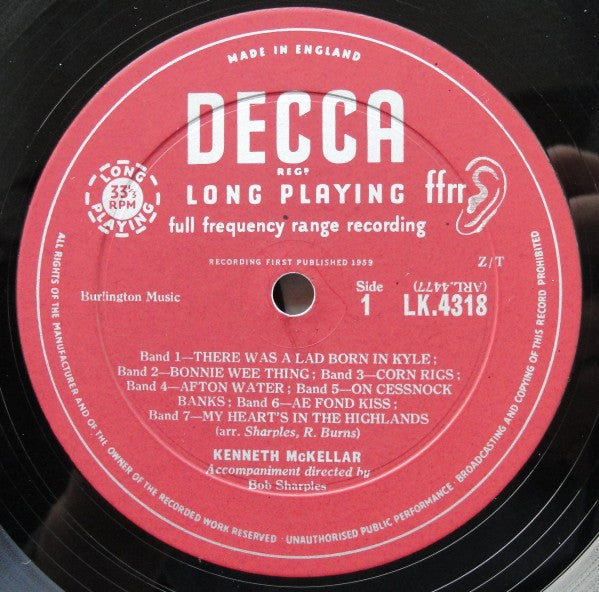 MADE IN ENGLAND
DECCA
REGD
LONG PLAYING
33⅓
RPM
LONG PLAYING ffrr
full frequency range recording
RECORDING FIRST PUBLISHED 1959
Z/T
Burlington Music
Side
1
(ARL.4477)
LK.4318
Band 1—THERE WAS A LAD BORN IN KYLE;
Band 2—BONNIE WEE THING; Band 3—CORN RIGS;
Band 4—AFTON WATER; Band 5—ON CESSNOCK
BANKS; Band 6—AE FOND KISS;
Band 7—MY HEART'S IN THE HIGHLANDS
(arr. Sharples, R. Burns)
KENNETH McKELLAR
Accompaniment directed by
Bob Sharples
ALL RIGHTS OF THE MANUFACTURER AND OF THE OWNER OF THE RECORDED WORK RESERVED · UNAUTHORISED PUBLIC PERFORMANCE · BROADCASTING AND COPYING OF THIS RECORD PROHIBITED